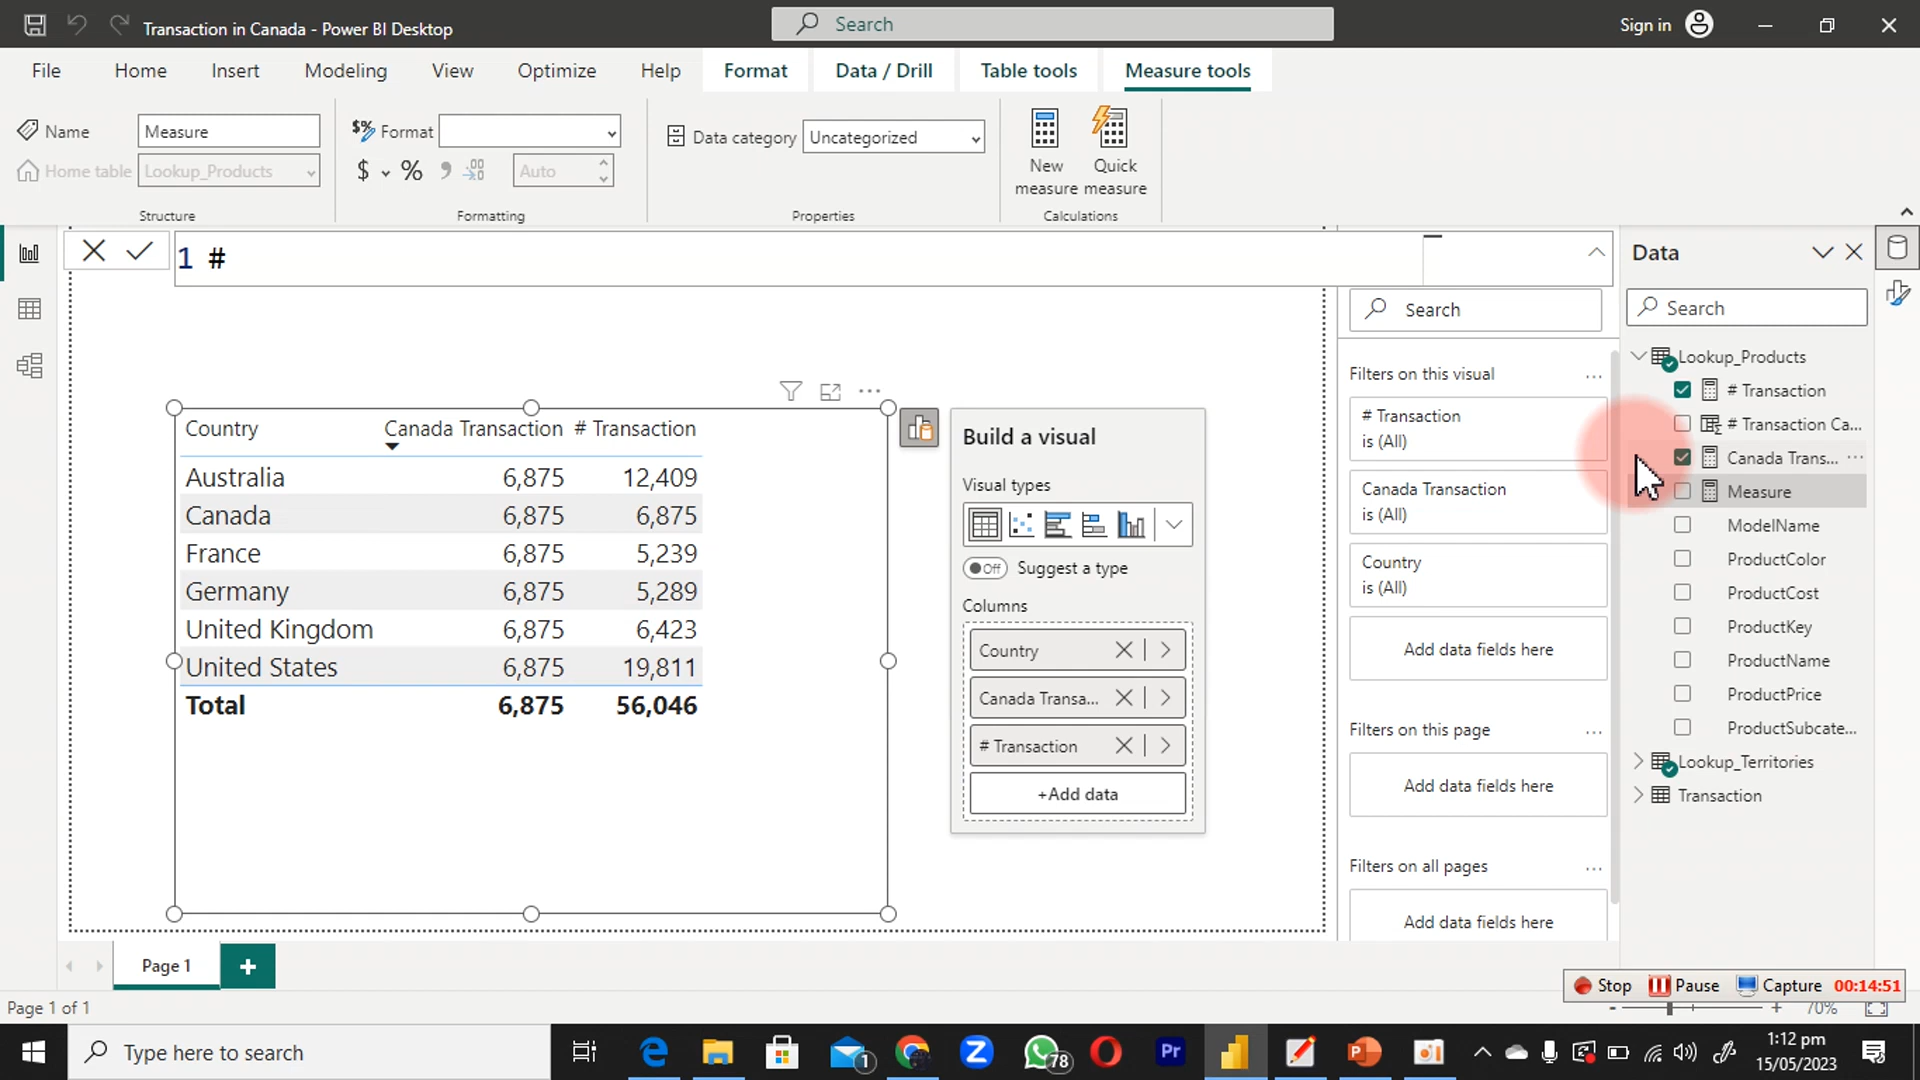 Transaction in Canada - Power BI Desktop
Search
Sign in
File
Home
Insert
Modeling
View
Optimize
Help
Format
Data / Drill
Table tools
Measure tools
Name
Measure
Home table
Lookup_Products
Structure
Format
$
%
Auto
Formatting
Data category
Uncategorized
Properties
New measure
Quick measure
Calculations
1 #
Country Canada Transaction # Transaction
Australia 6,875 12,409
Canada 6,875 6,875
France 6,875 5,239
Germany 6,875 5,289
United Kingdom 6,875 6,423
United States 6,875 19,811
Total 6,875 56,046
Build a visual
Visual types
Off
Suggest a type
Columns
Country
Canada Transa...
# Transaction
+Add data
Search
Filters on this visual
# Transaction
is (All)
Canada Transaction
is (All)
Country
is (All)
Add data fields here
Filters on this page
Add data fields here
Filters on all pages
Add data fields here
Data
Search
Lookup_Products
# Transaction
# Transaction Ca...
Canada Trans...
Measure
ModelName
ProductColor
ProductCost
ProductKey
ProductName
ProductPrice
ProductSubcate...
Lookup_Territories
Transaction
Page 1
Page 1 of 1
Stop
Pause
Capture
00:14:51
70%
Type here to search
1
78
Pr
1:12 pm
15/05/2023